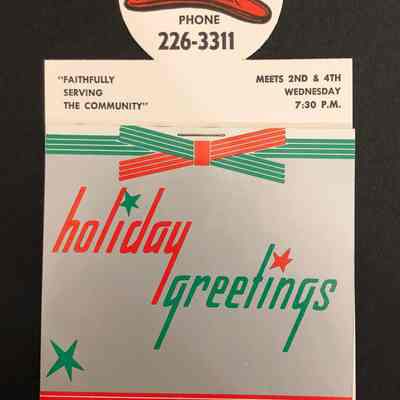 PHONE
226-3311
"FAITHFULLY
SERVING
THE COMMUNITY"
MEETS 2ND & 4TH
WEDNESDAY
7:30 P.M.
holiday
greetings